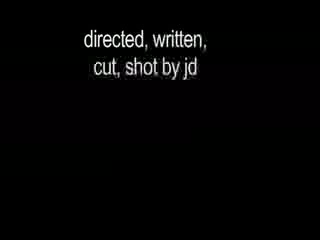 directed, written,
cut, shot by jd